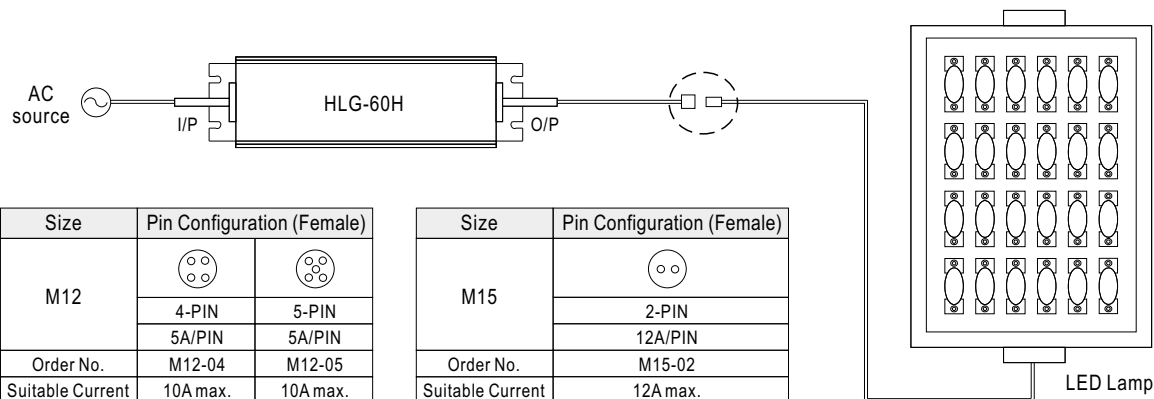 AC
source
I/P
HLG-60H
O/P
Size Pin Configuration (Female)
M12
4-PIN 5-PIN
5A/PIN 5A/PIN
Order No. M12-04 M12-05
Suitable Current 10A max. 10A max.
Size Pin Configuration (Female)
M15
2-PIN
12A/PIN
Order No. M15-02
Suitable Current 12A max.
LED Lamp